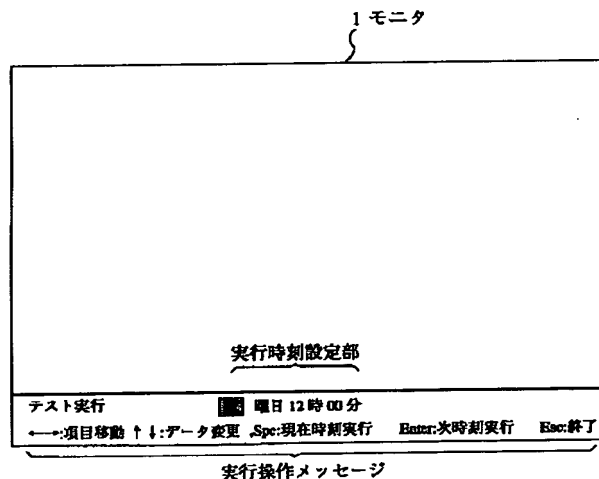 1 モニタ
実行時刻設定部
テスト実行 曜日 12 時 00 分
←→:項目移動 ↑↓:データ変更 Spc:現在時刻実行 Enter:次時刻実行 Esc:終了
実行操作メッセージ